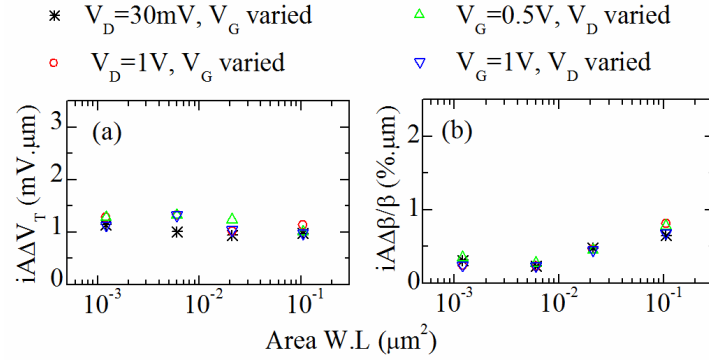 V_D=30mV, V_G varied
V_G=0.5V, V_D varied
V_D=1V, V_G varied
V_G=1V, V_D varied
(a)
(b)
iAΔΔV_T (mV.μm)
3
2
1
0
10^-3
10^-2
10^-1
iAΔβ/β (%.μm)
2
1
0
10^-3
10^-2
10^-1
Area W.L (μm^2)